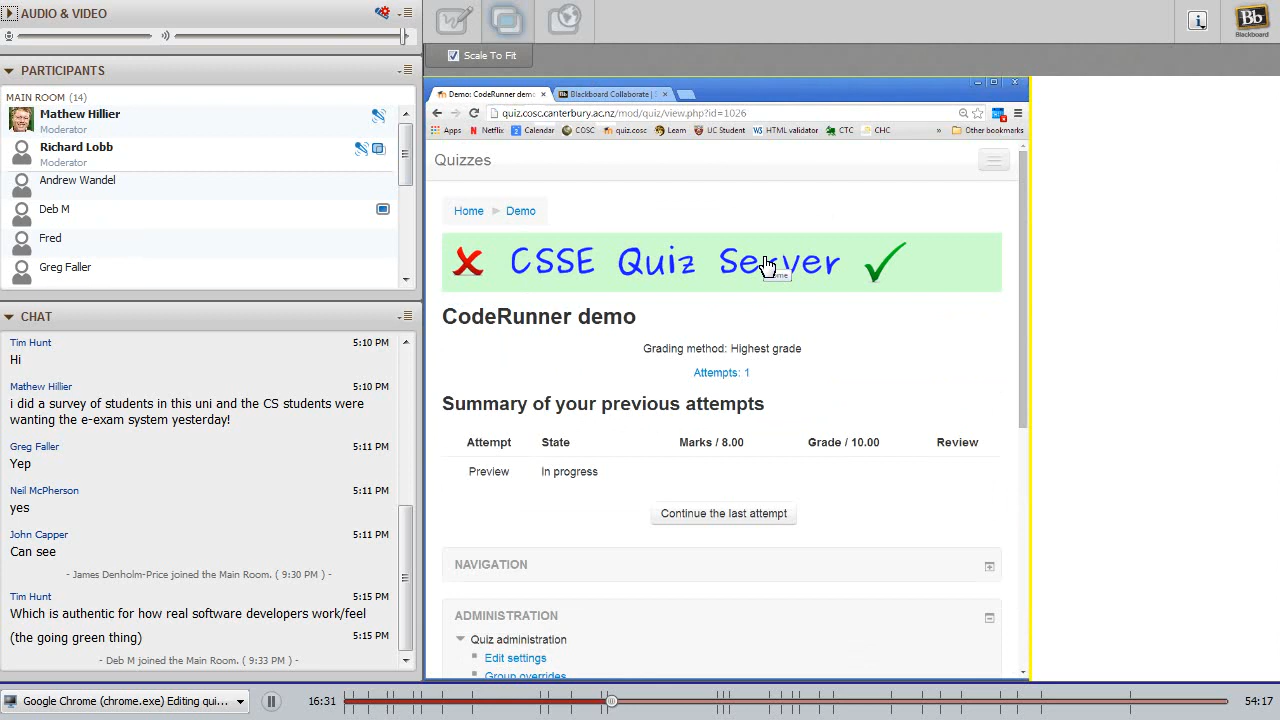 AUDIO & VIDEO
PARTICIPANTS
MAIN ROOM (14)
Mathew Hillier
Moderator
Richard Lobb
Moderator
Andrew Wandel
Deb M
Fred
Greg Faller
CHAT
Tim Hunt 5:10 PM
Hi
Mathew Hillier 5:10 PM
i did a survey of students in this uni and the CS students were
wanting the e-exam system yesterday!
Greg Faller 5:11 PM
Yep
Neil McPherson 5:11 PM
yes
John Capper 5:11 PM
Can see
- James Denholm-Price joined the Main Room. ( 9:30 PM ) -
Tim Hunt 5:15 PM
Which is authentic for how real software developers work/feel
(the going green thing) 5:15 PM
- Deb M joined the Main Room. ( 9:33 PM ) -
Scale To Fit
Bb
Blackboard
Demo: CodeRunner demo
Blackboard Collaborate |
quiz.cosc.canterbury.ac.nz/mod/quiz/view.php?id=1026
Apps Netflix Calendar COSC quiz.cosc Learn UC Student HTML validator CTC CHC » Other bookmarks
Quizzes
Home Demo
CSSE Quiz Server
CodeRunner demo
Grading method: Highest grade
Attempts: 1
Summary of your previous attempts
Attempt State Marks / 8.00 Grade / 10.00 Review
Preview In progress
Continue the last attempt
NAVIGATION
ADMINISTRATION
Quiz administration
Edit settings
Group overrides
Google Chrome (chrome.exe) Editing qui... 16:31 54:17